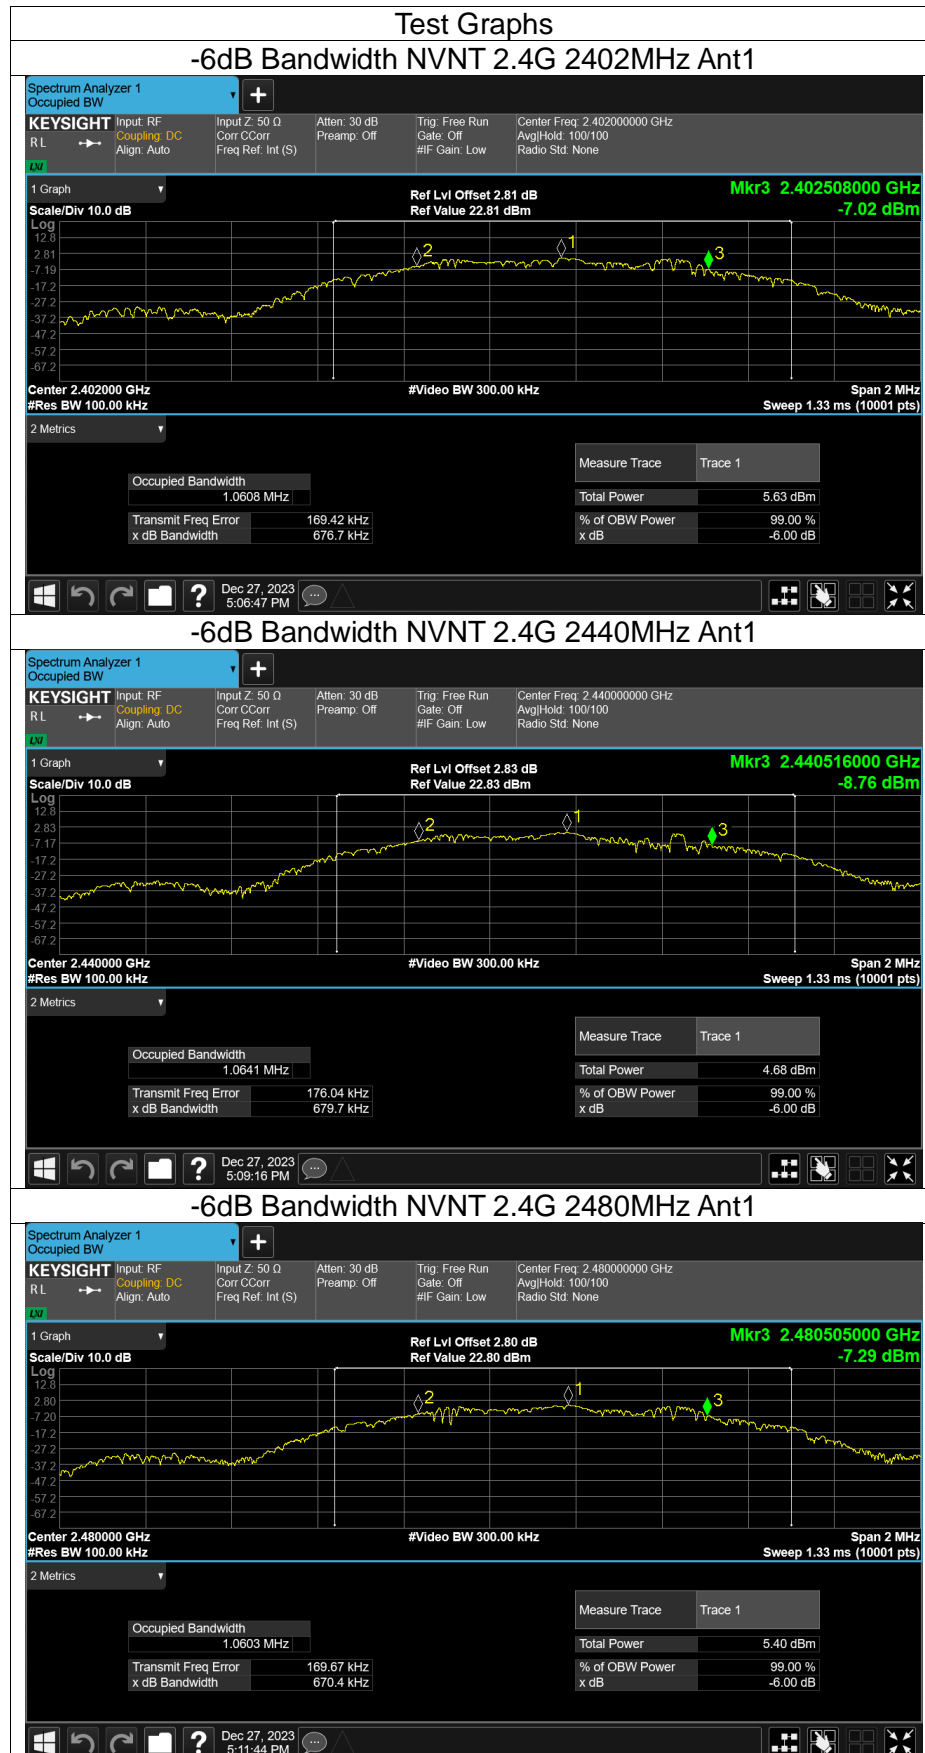 Test Graphs
-6dB Bandwidth NVNT 2.4G 2402MHz Ant1
Spectrum Analyzer 1
Occupied BW
KEYSIGHT Input: RF Input Z: 50 Ω Atten: 30 dB Trig: Free Run Center Freq: 2.402000000 GHz
RL Coupling: DC Corr CCorr Preamp: Off Gate: Off Avg|Hold: 100/100
Align: Auto Freq Ref: Int (S) #IF Gain: Low Radio Std: None
LXI
1 Graph Ref Lvl Offset 2.81 dB Mkr3 2.402508000 GHz
Scale/Div 10.0 dB Ref Value 22.81 dBm -7.02 dBm
Log
12.8
2.81
-7.19
-17.2
-27.2
-37.2
-47.2
-57.2
-67.2
2 1 3
Center 2.402000 GHz #Video BW 300.00 kHz Span 2 MHz
#Res BW 100.00 kHz Sweep 1.33 ms (10001 pts)
2 Metrics
Measure Trace Trace 1
Occupied Bandwidth
1.0608 MHz Total Power 5.63 dBm
Transmit Freq Error 169.42 kHz % of OBW Power 99.00 %
x dB Bandwidth 676.7 kHz x dB -6.00 dB
? Dec 27, 2023
5:06:47 PM
-6dB Bandwidth NVNT 2.4G 2440MHz Ant1
Spectrum Analyzer 1
Occupied BW
KEYSIGHT Input: RF Input Z: 50 Ω Atten: 30 dB Trig: Free Run Center Freq: 2.440000000 GHz
RL Coupling: DC Corr CCorr Preamp: Off Gate: Off Avg|Hold: 100/100
Align: Auto Freq Ref: Int (S) #IF Gain: Low Radio Std: None
LXI
1 Graph Ref Lvl Offset 2.83 dB Mkr3 2.440516000 GHz
Scale/Div 10.0 dB Ref Value 22.83 dBm -8.76 dBm
Log
12.8
2.83
-7.17
-17.2
-27.2
-37.2
-47.2
-57.2
-67.2
2 1 3
Center 2.440000 GHz #Video BW 300.00 kHz Span 2 MHz
#Res BW 100.00 kHz Sweep 1.33 ms (10001 pts)
2 Metrics
Measure Trace Trace 1
Occupied Bandwidth
1.0641 MHz Total Power 4.68 dBm
Transmit Freq Error 176.04 kHz % of OBW Power 99.00 %
x dB Bandwidth 679.7 kHz x dB -6.00 dB
? Dec 27, 2023
5:09:16 PM
-6dB Bandwidth NVNT 2.4G 2480MHz Ant1
Spectrum Analyzer 1
Occupied BW
KEYSIGHT Input: RF Input Z: 50 Ω Atten: 30 dB Trig: Free Run Center Freq: 2.480000000 GHz
RL Coupling: DC Corr CCorr Preamp: Off Gate: Off Avg|Hold: 100/100
Align: Auto Freq Ref: Int (S) #IF Gain: Low Radio Std: None
LXI
1 Graph Ref Lvl Offset 2.80 dB Mkr3 2.480505000 GHz
Scale/Div 10.0 dB Ref Value 22.80 dBm -7.29 dBm
Log
12.8
2.80
-7.20
-17.2
-27.2
-37.2
-47.2
-57.2
-67.2
2 1 3
Center 2.480000 GHz #Video BW 300.00 kHz Span 2 MHz
#Res BW 100.00 kHz Sweep 1.33 ms (10001 pts)
2 Metrics
Measure Trace Trace 1
Occupied Bandwidth
1.0603 MHz Total Power 5.40 dBm
Transmit Freq Error 169.67 kHz % of OBW Power 99.00 %
x dB Bandwidth 670.4 kHz x dB -6.00 dB
? Dec 27, 2023
5:11:44 PM